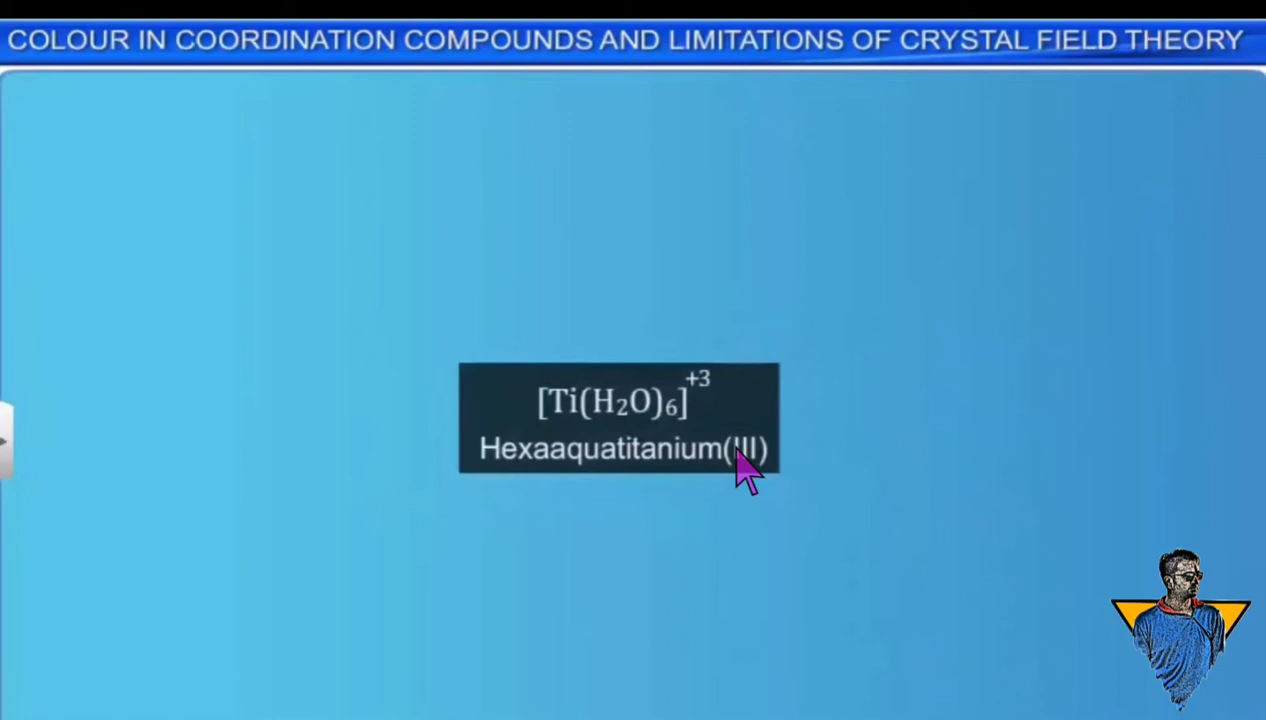 COLOUR IN COORDINATION COMPOUNDS AND LIMITATIONS OF CRYSTAL FIELD THEORY
[Ti(H₂O)₆]⁺³
Hexaaquatitanium(III)